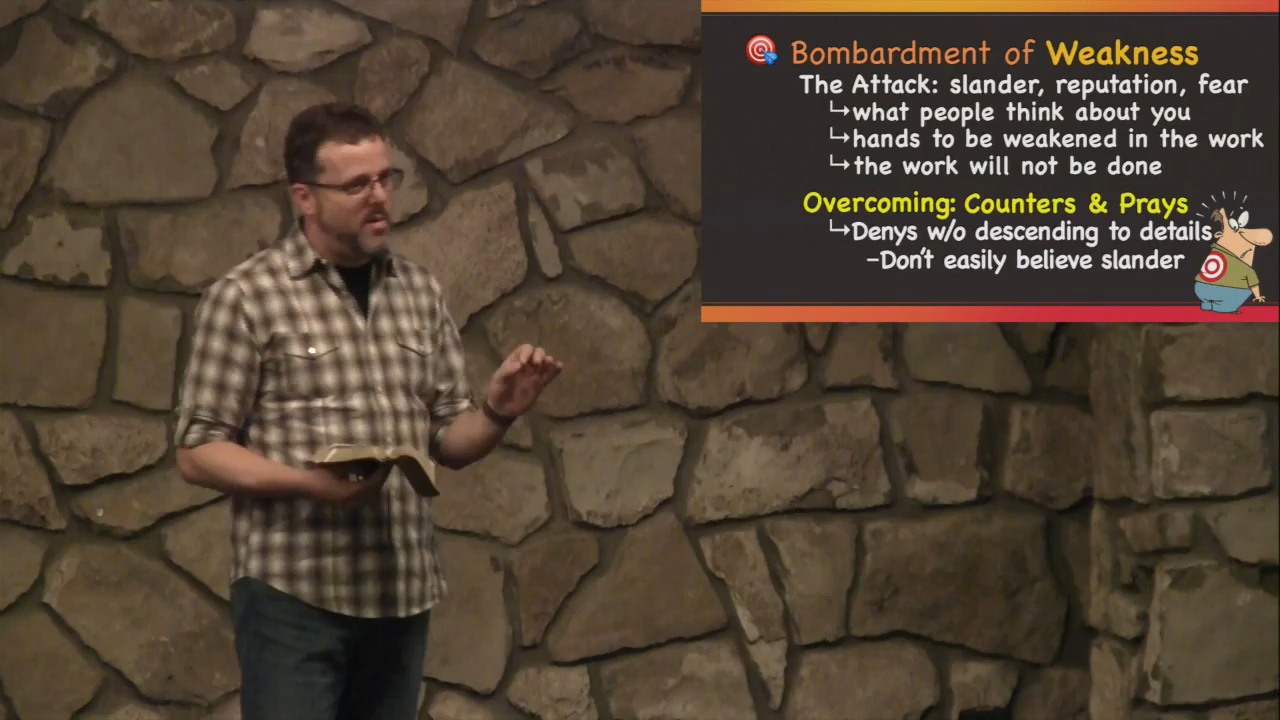 Bombardment of Weakness
The Attack: slander, reputation, fear
↳what people think about you
↳hands to be weakened in the work
↳the work will not be done
Overcoming: Counters & Prays
↳Denys w/o descending to details
-Don't easily believe slander